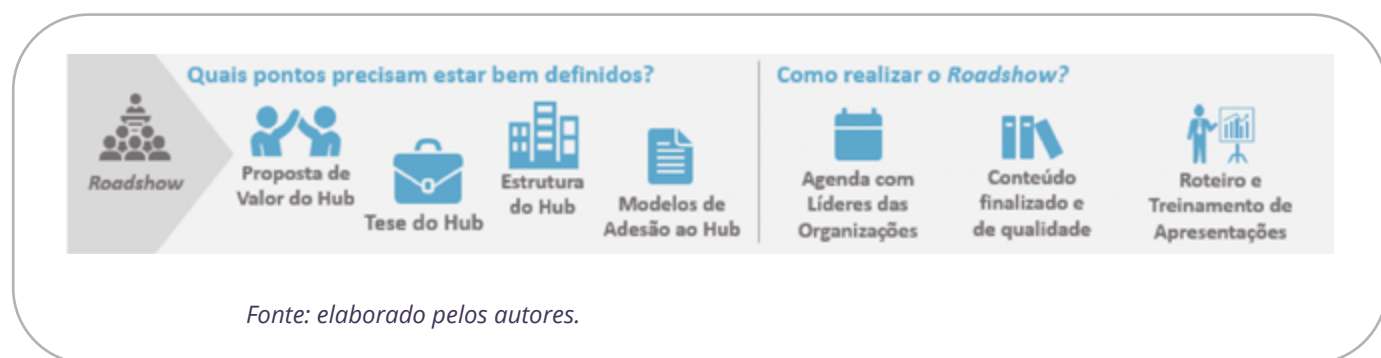 Quais pontos precisam estar bem definidos?
Roadshow
Proposta de
Valor do Hub
Tese do Hub
Estrutura
do Hub
Modelos de
Adesão ao Hub
Como realizar o Roadshow?
Agenda com
Líderes das
Organizações
Conteúdo
finalizado e
de qualidade
Roteiro e
Treinamento de
Apresentações
Fonte: elaborado pelos autores.